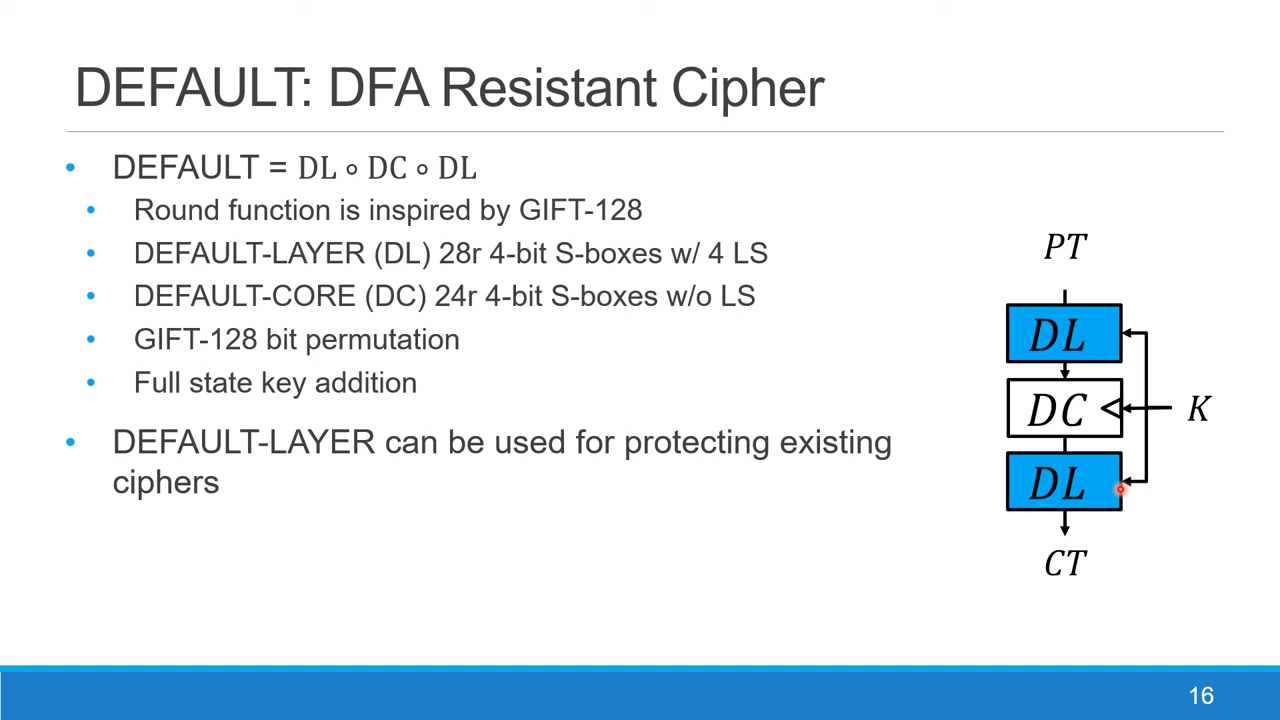 DEFAULT: DFA Resistant Cipher
• DEFAULT = DL ∘ DC ∘ DL
• Round function is inspired by GIFT-128
• DEFAULT-LAYER (DL) 28r 4-bit S-boxes w/ 4 LS
• DEFAULT-CORE (DC) 24r 4-bit S-boxes w/o LS
• GIFT-128 bit permutation
• Full state key addition
• DEFAULT-LAYER can be used for protecting existing
ciphers
PT
DL
DC
K
DL
CT
16